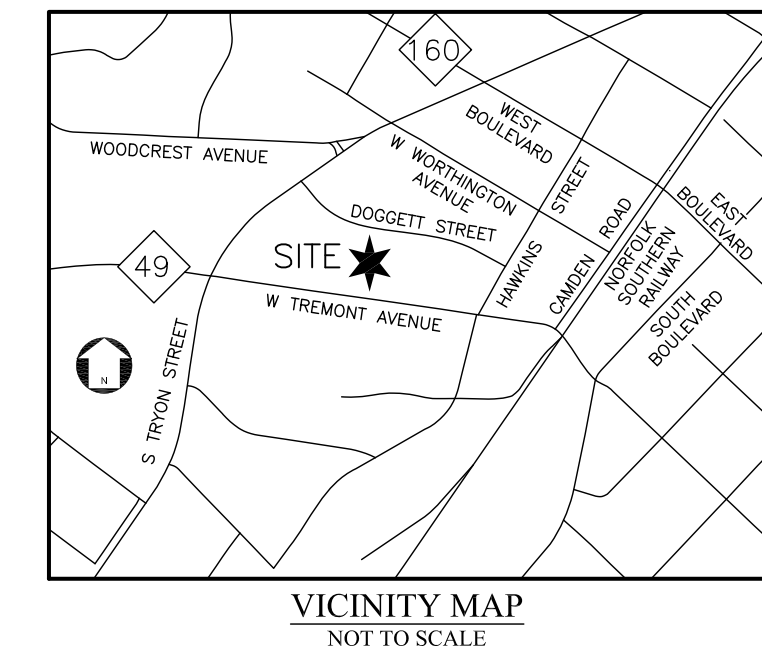 160
WEST
BOULEVARD
WOODCREST AVENUE
W WORTHINGTON
AVENUE
STREET
DOGGETT STREET
ROAD
EAST
BOULEVARD
SITE
HAWKINS
CAMDEN
NORFOLK
SOUTHERN
RAILWAY
49
W TREMONT AVENUE
SOUTH
BOULEVARD
S TRYON STREET
N
VICINITY MAP
NOT TO SCALE